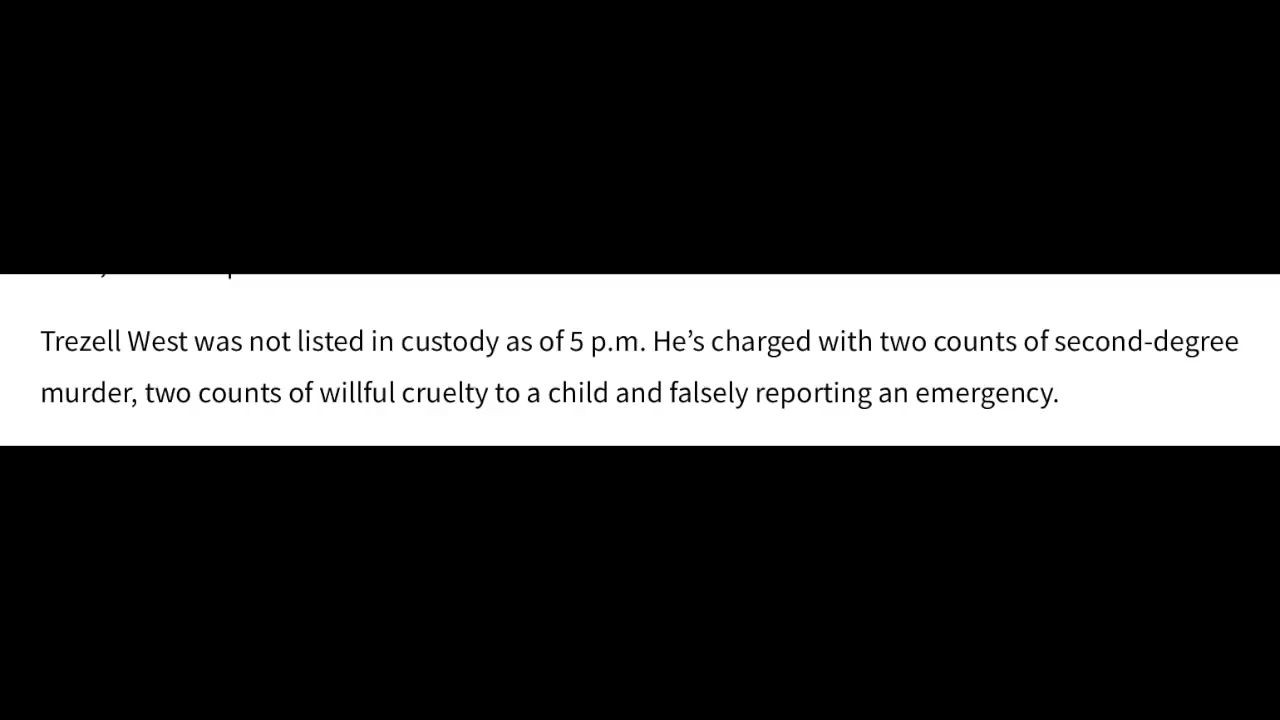 Trezell West was not listed in custody as of 5 p.m. He’s charged with two counts of second-degree
murder, two counts of willful cruelty to a child and falsely reporting an emergency.